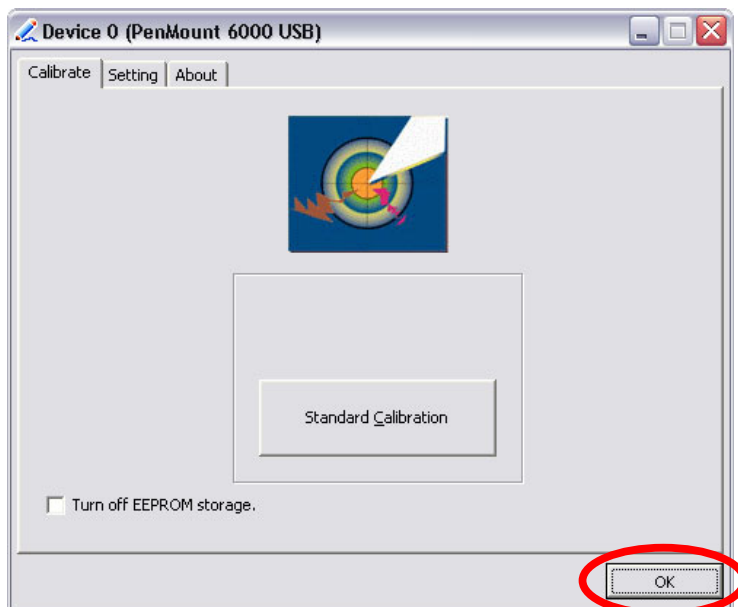 Device 0 (PenMount 6000 USB)
Calibrate Setting About
Standard Calibration
Turn off EEPROM storage.
OK